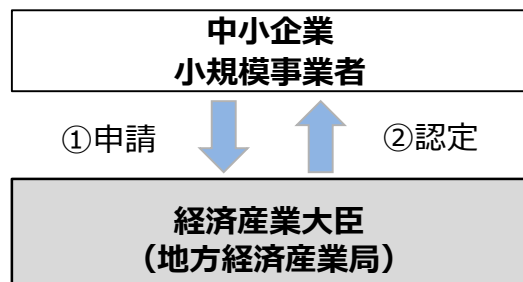 中小企業
小規模事業者
①申請
②認定
経済産業大臣
（地方経済産業局）